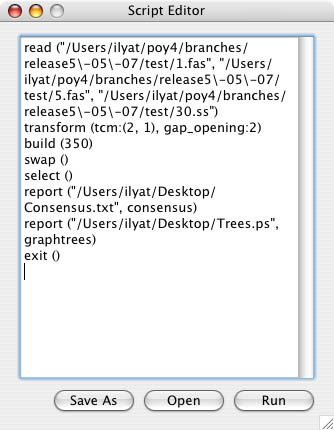 Script Editor
read ("/Users/ilyat/poy4/branches/
release5\-05\-07/test/1.fas", "/Users/
ilyat/poy4/branches/release5\-05\-07/
test/5.fas", "/Users/ilyat/poy4/branches/
release5\-05\-07/test/30.ss")
transform (tcm:(2, 1), gap_opening:2)
build (350)
swap ()
select ()
report ("/Users/ilyat/Desktop/
Consensus.txt", consensus)
report ("/Users/ilyat/Desktop/Trees.ps",
graphtrees)
exit ()
Save As Open Run